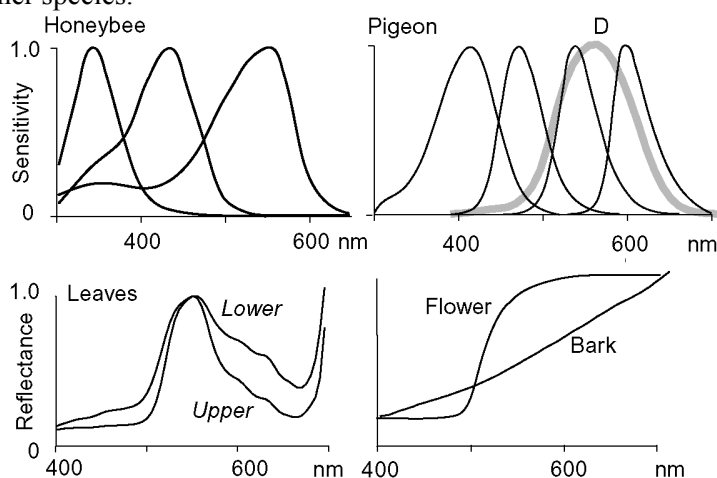 ner species.
Honeybee
Pigeon
D
1.0
Sensitivity
0
400
600 nm
400
600
nm
1.0
Leaves
Lower
Upper
Reflectance
0
400
600
nm
Flower
Bark
400
600
nm